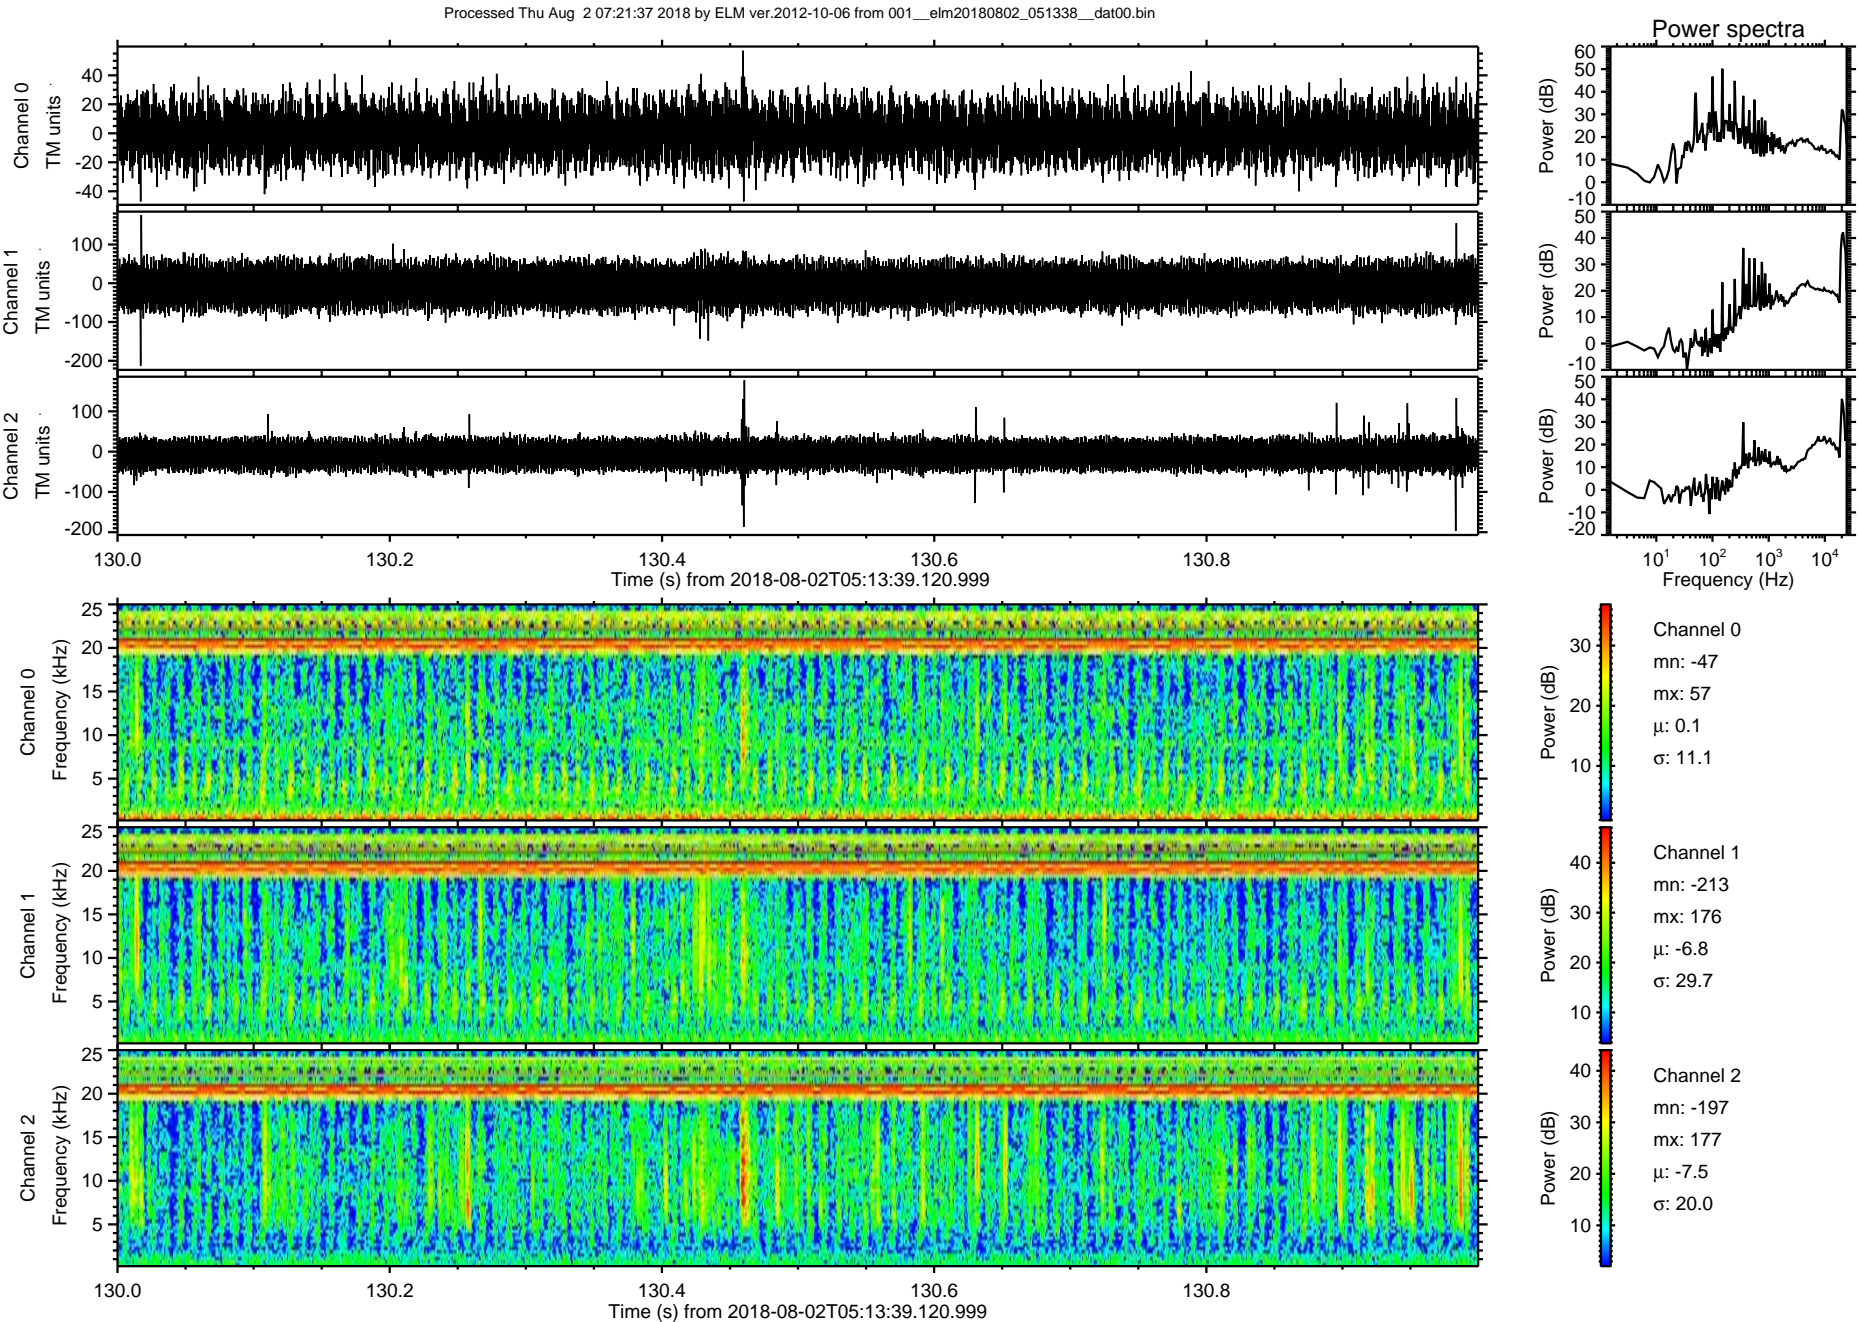 Processed Thu Aug  2 07:21:37 2018 by ELM ver.2012-10-06 from 001__elm20180802_051338__dat00.bin
Power spectra
Channel 0
TM units
40
20
0
-20
-40
Power (dB)
60
50
40
30
20
10
0
-10
Channel 1
TM units
100
0
-100
-200
Power (dB)
50
40
30
20
10
0
-10
Channel 2
TM units
100
0
-100
-200
Power (dB)
50
40
30
20
10
0
-10
-20
130.0 130.2 130.4 130.6 130.8
Time (s) from 2018-08-02T05:13:39.120.999
10¹ 10² 10³ 10⁴
Frequency (Hz)
Channel 0
Frequency (kHz)
25
20
15
10
5
Power (dB)
30
20
10
Channel 0
mn: -47
mx: 57
μ: 0.1
σ: 11.1
Channel 1
Frequency (kHz)
25
20
15
10
5
Power (dB)
40
30
20
10
Channel 1
mn: -213
mx: 176
μ: -6.8
σ: 29.7
Channel 2
Frequency (kHz)
25
20
15
10
5
Power (dB)
40
30
20
10
Channel 2
mn: -197
mx: 177
μ: -7.5
σ: 20.0
130.0 130.2 130.4 130.6 130.8
Time (s) from 2018-08-02T05:13:39.120.999